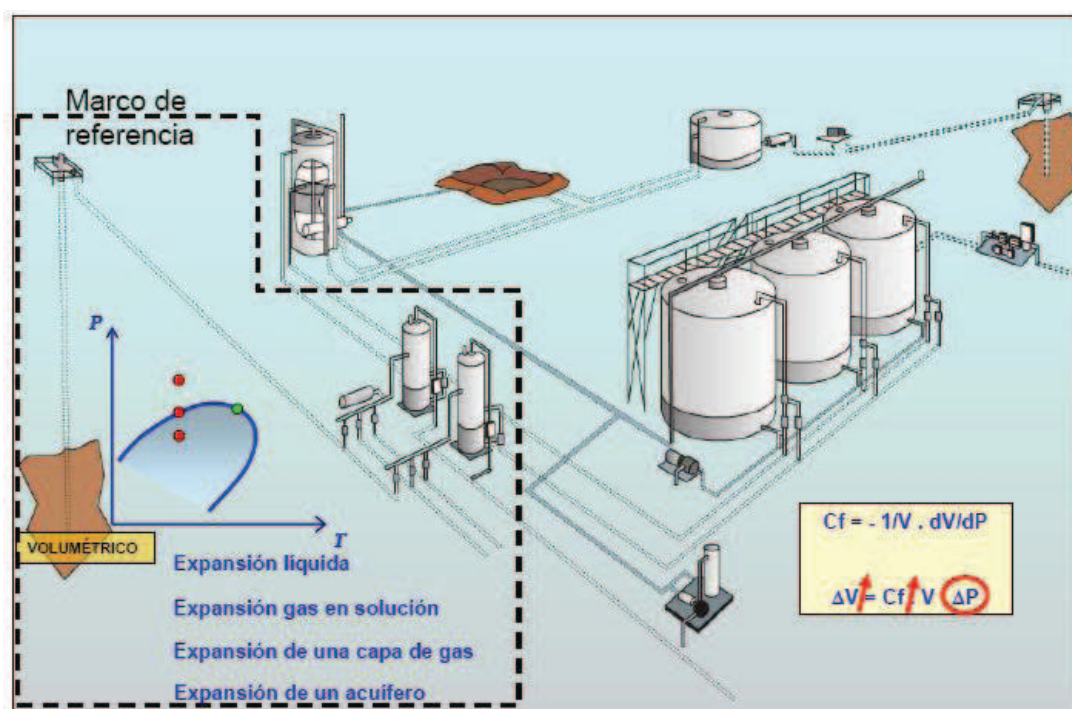 Marco de
referencia
P
T
VOLUMÉTRICO
Expansión liquida
Expansión gas en solución
Expansión de una capa de gas
Expansión de un acuífero
Cf = - 1/V . dV/dP
ΔV = Cf V ΔP